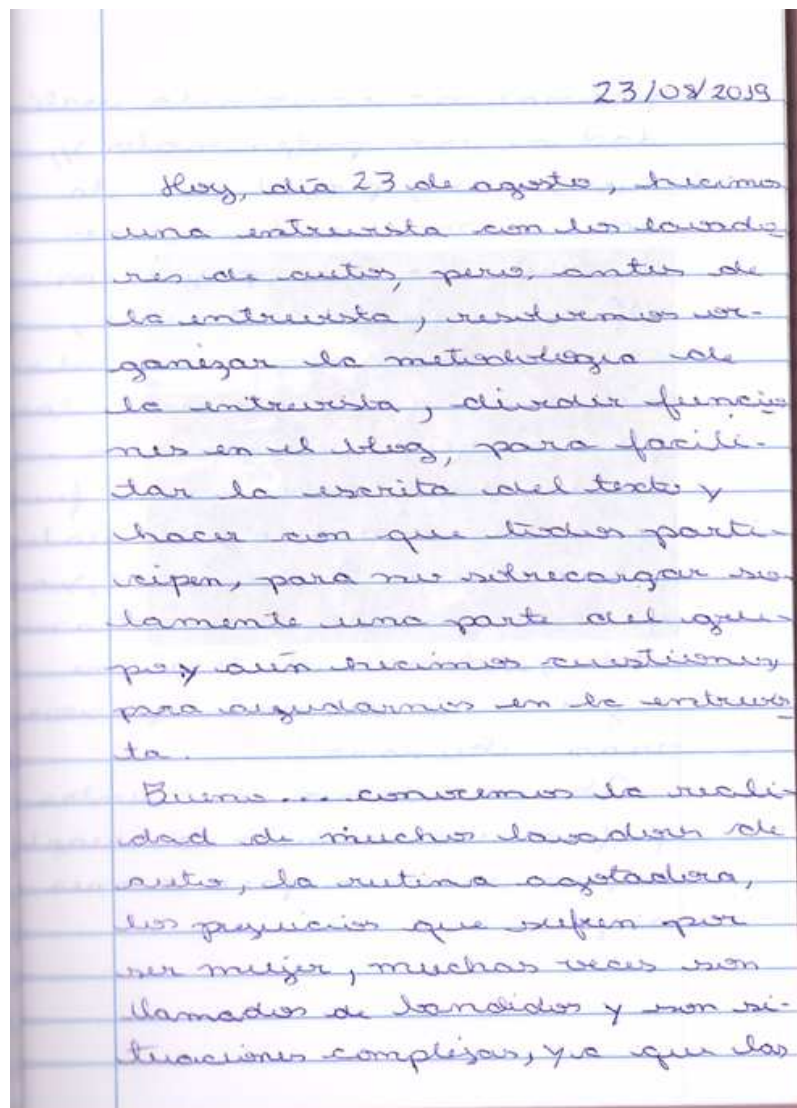 23/08/2019
Hoy, día 23 de agosto, hicimos
una entrevista con los lavado
res de autos, pero, antes de
la entrevista, resolvemos or-
ganizar la metodología de
la entrevista, dividir funcio
nes en el blog, para facili-
tar la escrita del texto y
hacer con que todos parti-
cipen, para no sobrecargar so-
lamente una parte del gru-
po, y aún hicimos cuestiones
para ayudarnos en la entrevis
ta.
Bueno... conocemos la reali-
dad de muchos lavadores de
auto, la rutina agotadora,
los prejuicios que sufren por
ser mujer, muchas veces son
llamados de bandidos y son si-
tuaciones complejas, ya que las